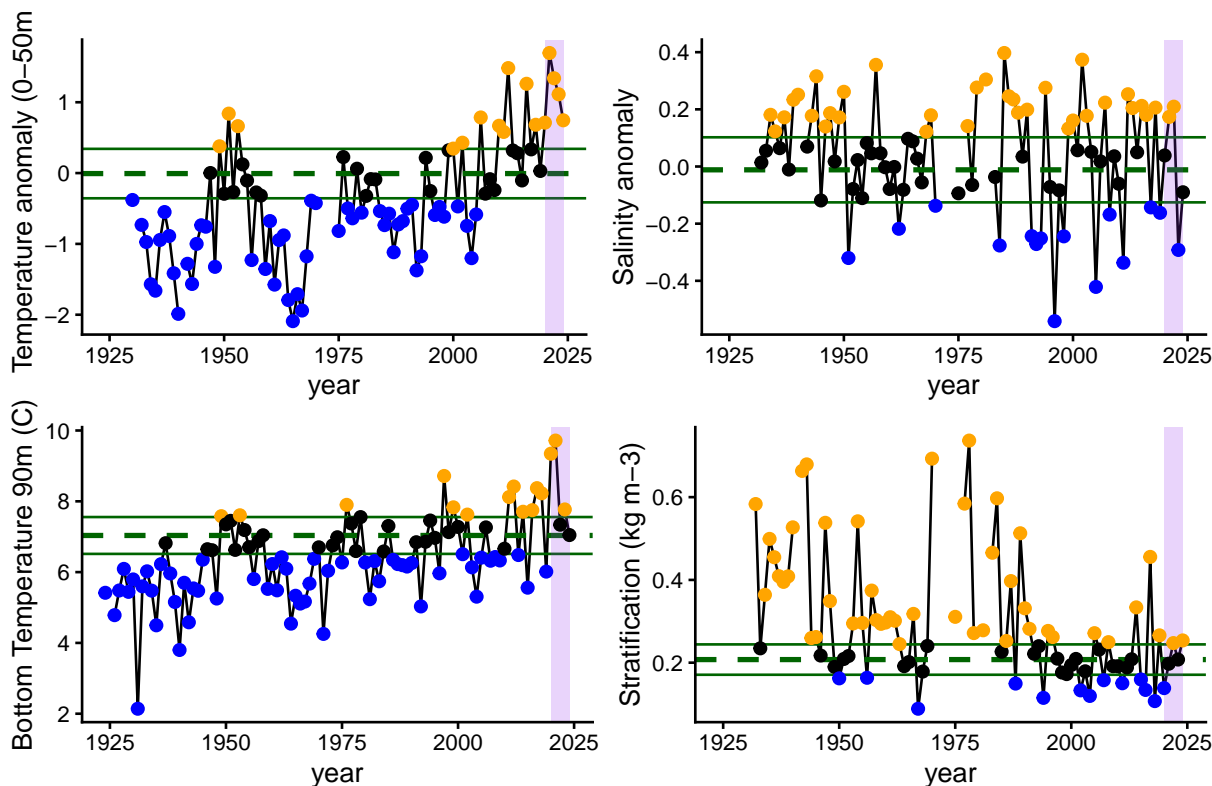 Temperature anomaly (0−50m
1
0
−1
−2
1925 1950 1975 2000 2025
year
Salinity anomaly
0.4
0.2
0.0
−0.2
−0.4
1925 1950 1975 2000 2025
year
Bottom Temperature 90m (C)
10
8
6
4
2
1925 1950 1975 2000 2025
year
Stratification (kg m−3)
0.6
0.4
0.2
1925 1950 1975 2000 2025
year